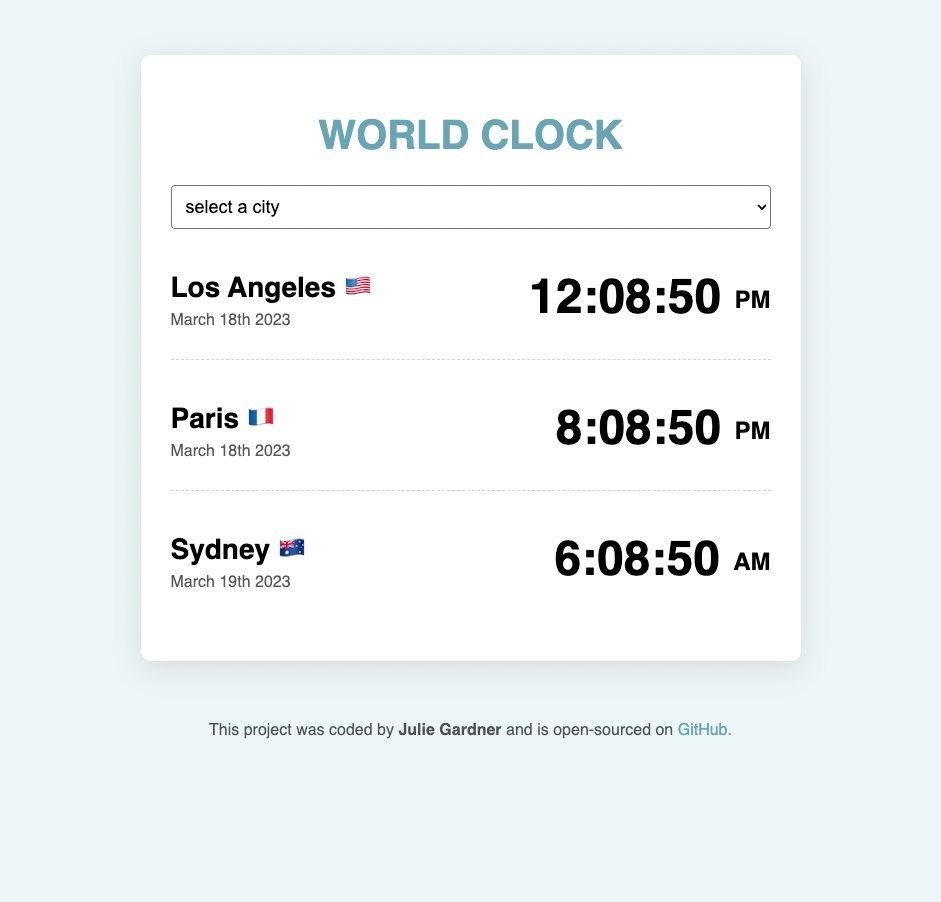 WORLD CLOCK
select a city
Los Angeles 🇺🇸
12:08:50 PM
March 18th 2023
Paris 🇫🇷
8:08:50 PM
March 18th 2023
Sydney 🇦🇺
6:08:50 AM
March 19th 2023
This project was coded by Julie Gardner and is open-sourced on GitHub.